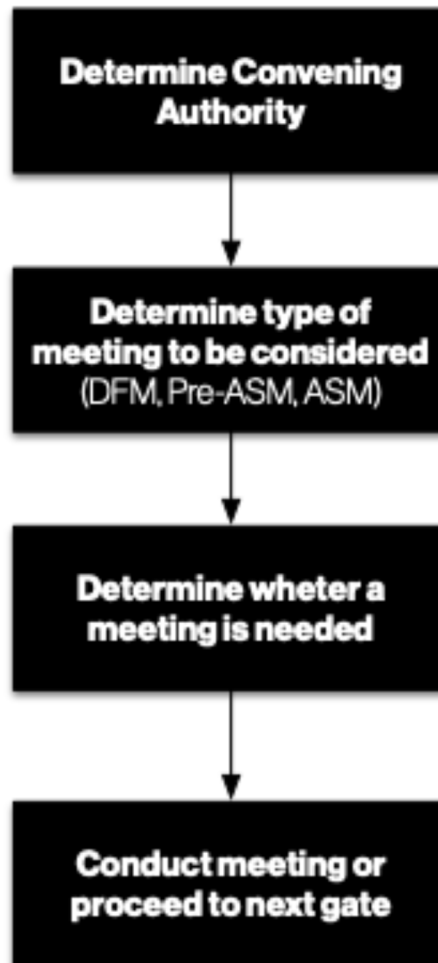 Determine Convening
Authority
Determine type of
meeting to be considered
(DFM, Pre-ASM, ASM)
Determine wheter a
meeting is needed
Conduct meeting or
proceed to next gate